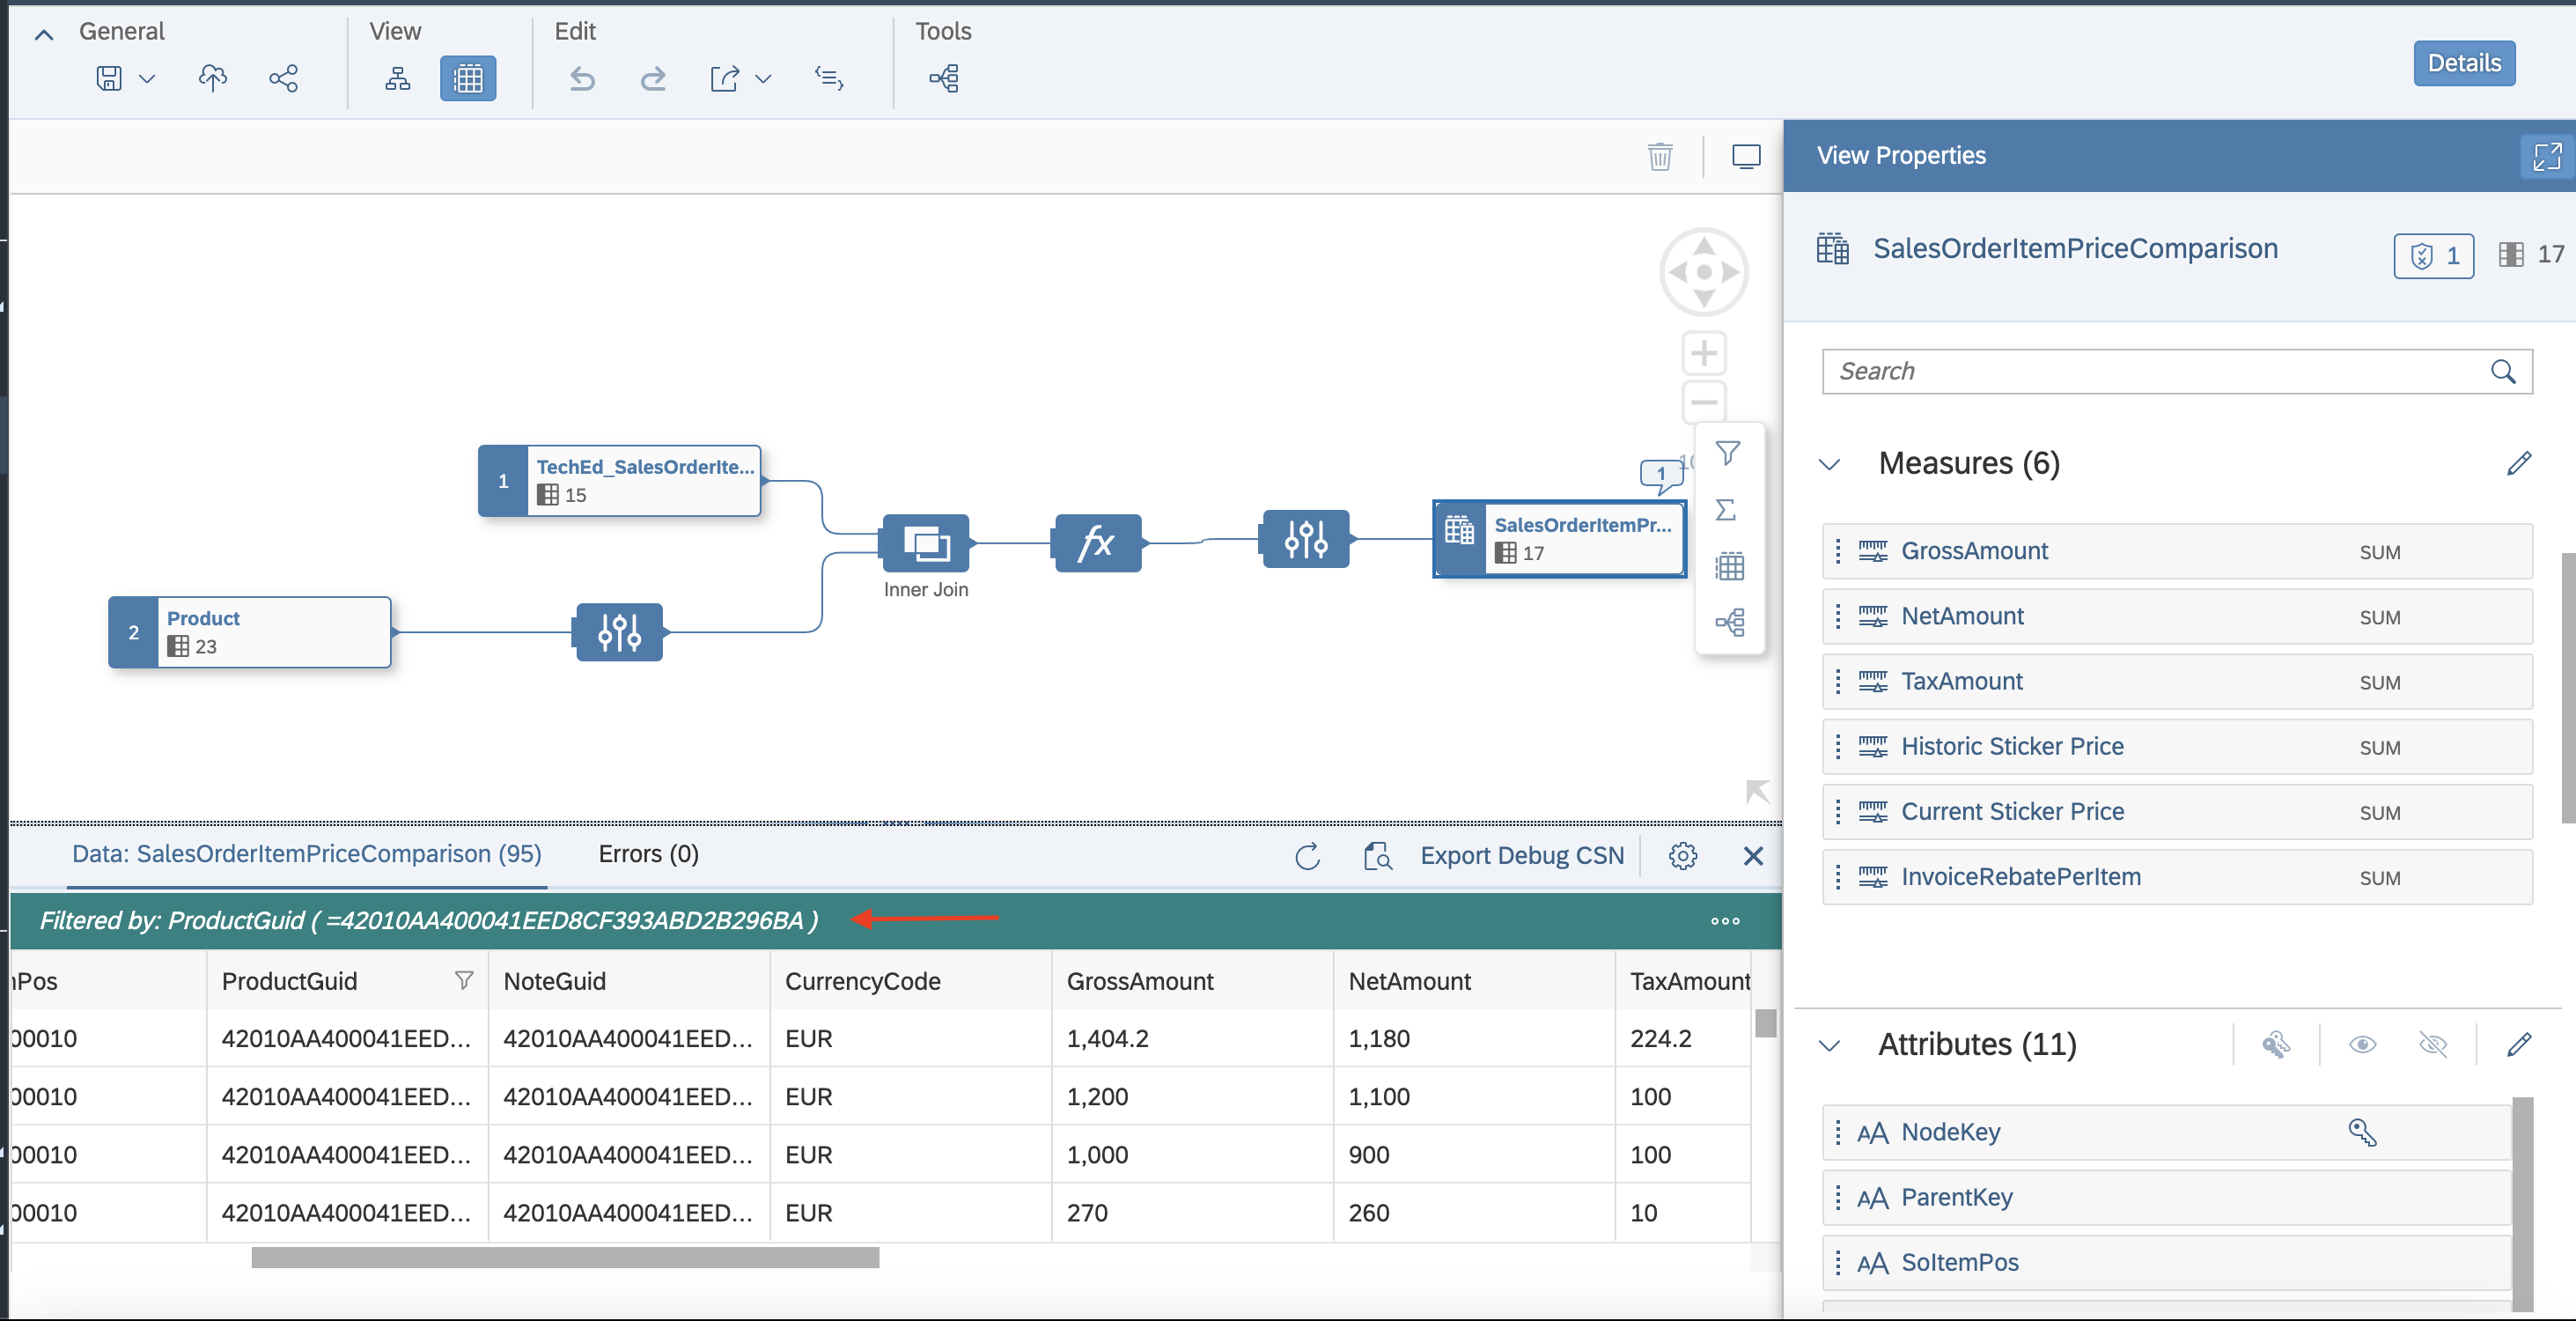 General View Edit Tools
Details
View Properties
SalesOrderItemPriceComparison 1 17
Search
Measures (6)
GrossAmount SUM
NetAmount SUM
TaxAmount SUM
Historic Sticker Price SUM
Current Sticker Price SUM
InvoiceRebatePerItem SUM
Attributes (11)
NodeKey
ParentKey
SoItemPos
1 TechEd_SalesOrderIte...
15
1
fx
SalesOrderItemPr...
17
Inner Join
2 Product
23
Data: SalesOrderItemPriceComparison (95) Errors (0) Export Debug CSN
Filtered by: ProductGuid ( =42010AA400041EED8CF393ABD2B296BA )
nPos ProductGuid NoteGuid CurrencyCode GrossAmount NetAmount TaxAmount
00010 42010AA400041EED... 42010AA400041EED... EUR 1,404.2 1,180 224.2
00010 42010AA400041EED... 42010AA400041EED... EUR 1,200 1,100 100
00010 42010AA400041EED... 42010AA400041EED... EUR 1,000 900 100
00010 42010AA400041EED... 42010AA400041EED... EUR 270 260 10